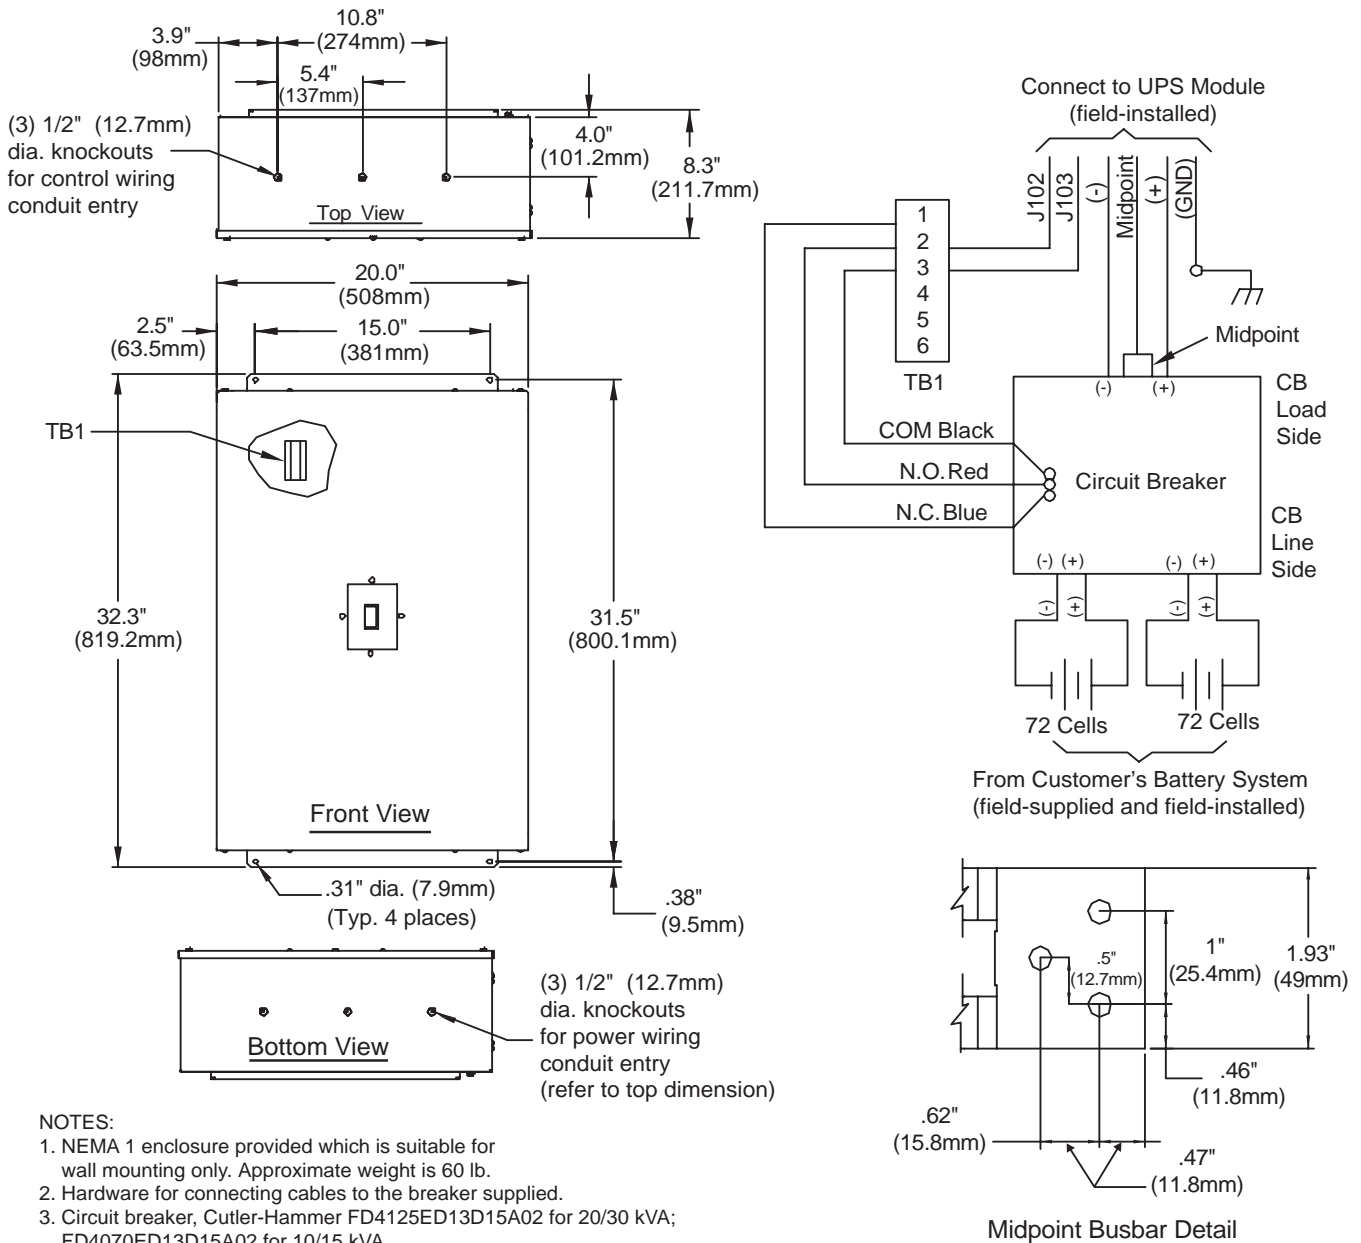 3.9"
(98mm)
10.8"
(274mm)
5.4"
(137mm)
(3) 1/2" (12.7mm)
dia. knockouts
for control wiring
conduit entry
4.0"
(101.2mm)
8.3"
(211.7mm)
Top View
20.0"
(508mm)
2.5"
(63.5mm)
15.0"
(381mm)
TB1
32.3"
(819.2mm)
31.5"
(800.1mm)
Front View
.31" dia. (7.9mm)
(Typ. 4 places)
.38"
(9.5mm)
(3) 1/2" (12.7mm)
dia. knockouts
for power wiring
conduit entry
(refer to top dimension)
Bottom View
NOTES:
1. NEMA 1 enclosure provided which is suitable for
wall mounting only. Approximate weight is 60 lb.
2. Hardware for connecting cables to the breaker supplied.
3. Circuit breaker, Cutler-Hammer FD4125ED13D15A02 for 20/30 kVA;
FD4070ED13D15A02 for 10/15 kVA
Connect to UPS Module
(field-installed)
J102
J103
(-)
Midpoint
(+)
(GND)
1
2
3
4
5
6
TB1
Midpoint
(-)
(+)
CB
Load
Side
COM Black
N.O. Red
N.C. Blue
Circuit Breaker
CB
Line
Side
(-) (+)
(-) (+)
(-)
(+)
(-)
(+)
72 Cells
72 Cells
From Customer's Battery System
(field-supplied and field-installed)
.5"
(12.7mm)
1"
(25.4mm)
1.93"
(49mm)
.46"
(11.8mm)
.62"
(15.8mm)
.47"
(11.8mm)
Midpoint Busbar Detail